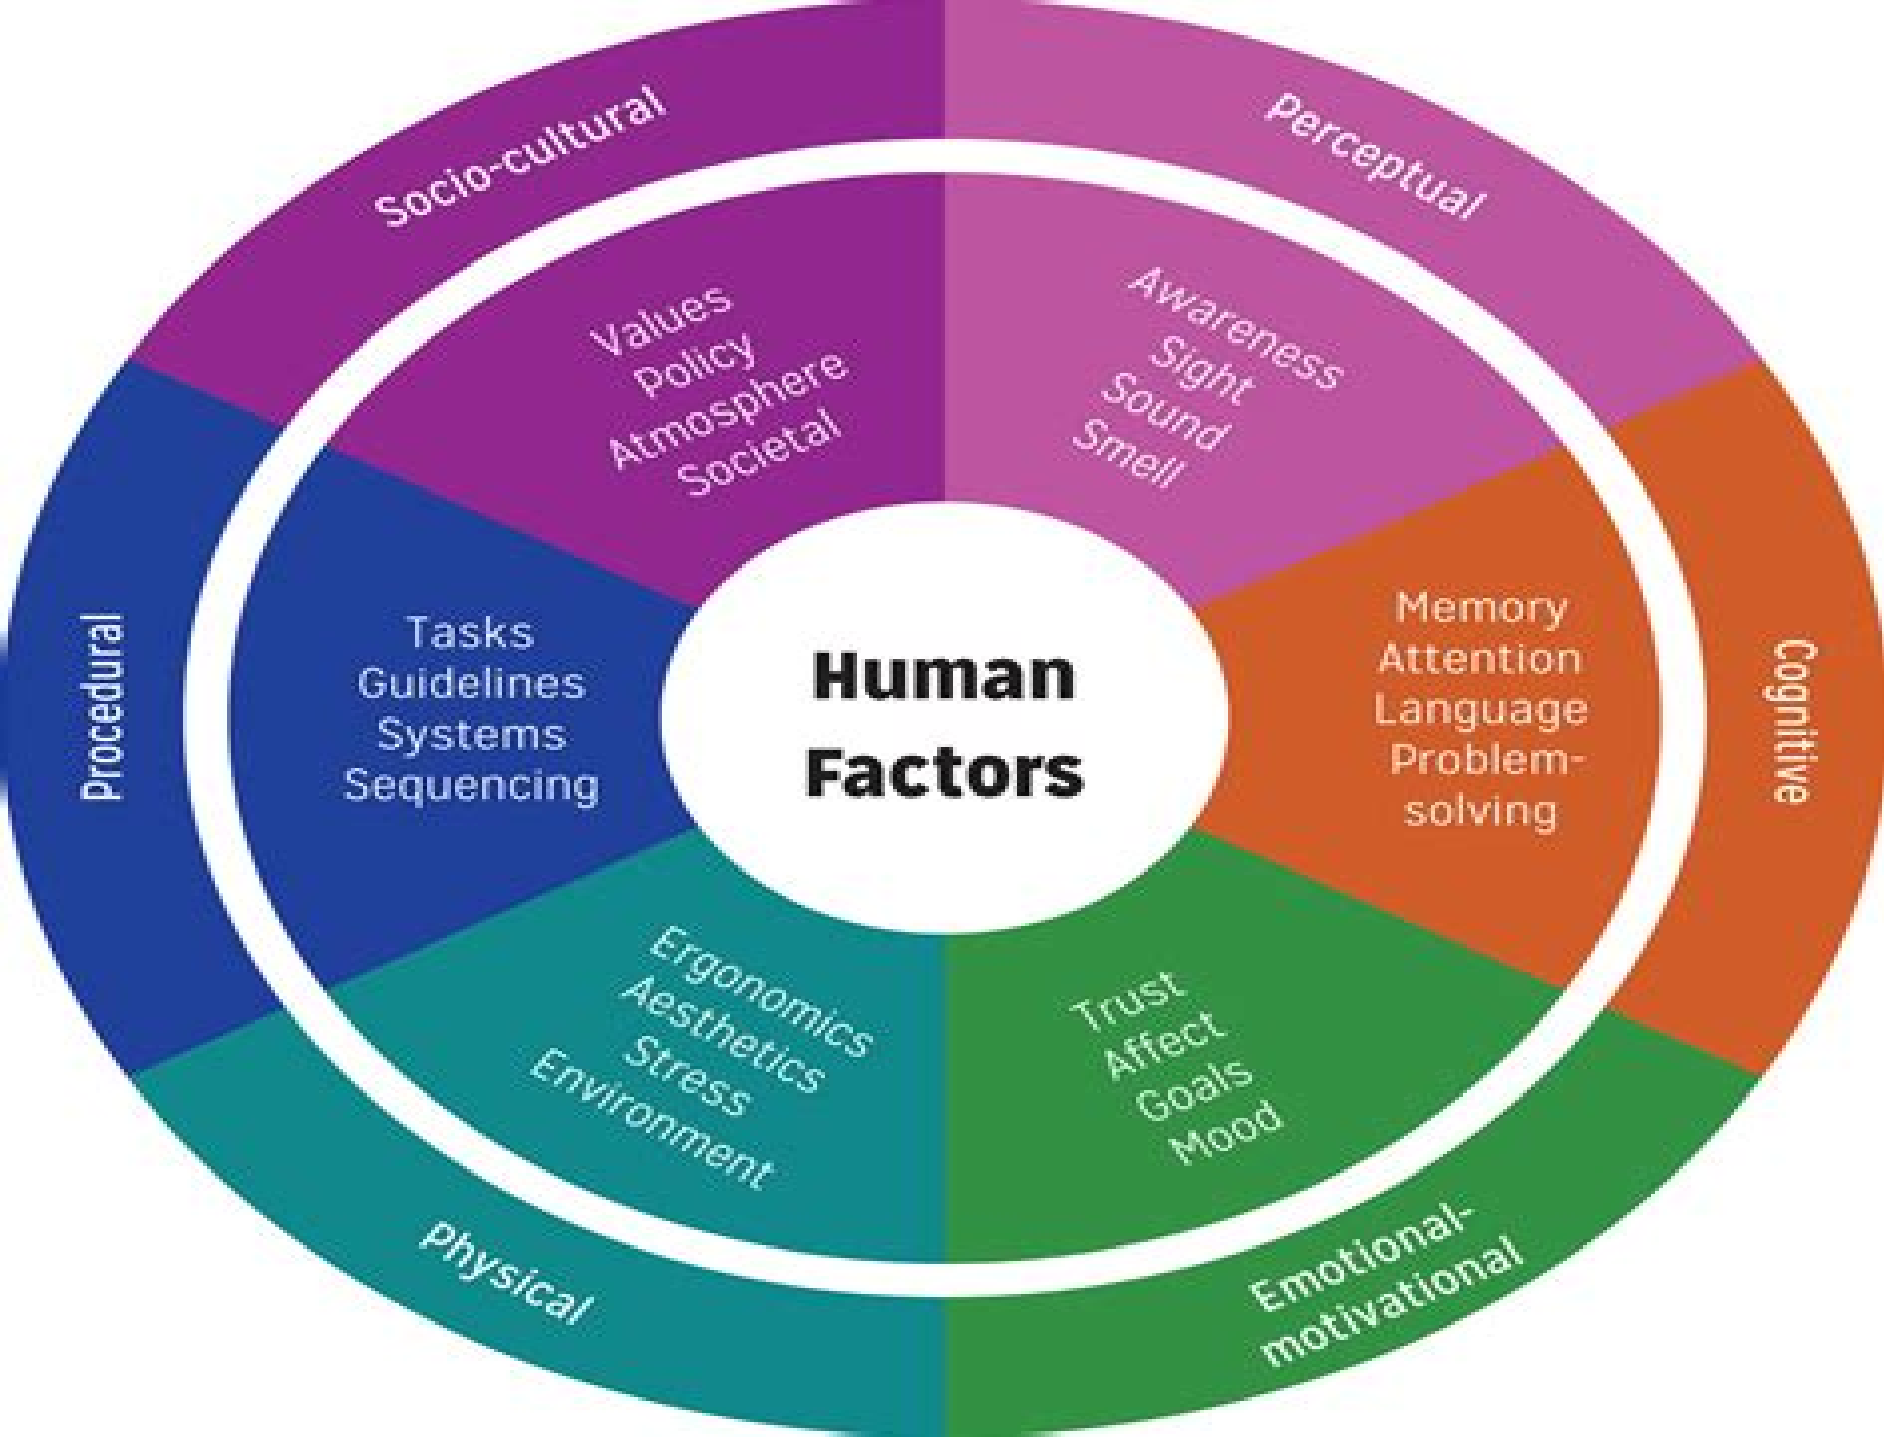 Socio-cultural
Values
Policy
Atmosphere
Societal
Perceptual
Awareness
Sight
Sound
Smell
Cognitive
Memory
Attention
Language
Problem-
solving
Emotional-
motivational
Trust
Affect
Goals
Mood
Physical
Ergonomics
Aesthetics
Stress
Environment
Procedural
Tasks
Guidelines
Systems
Sequencing
Human
Factors